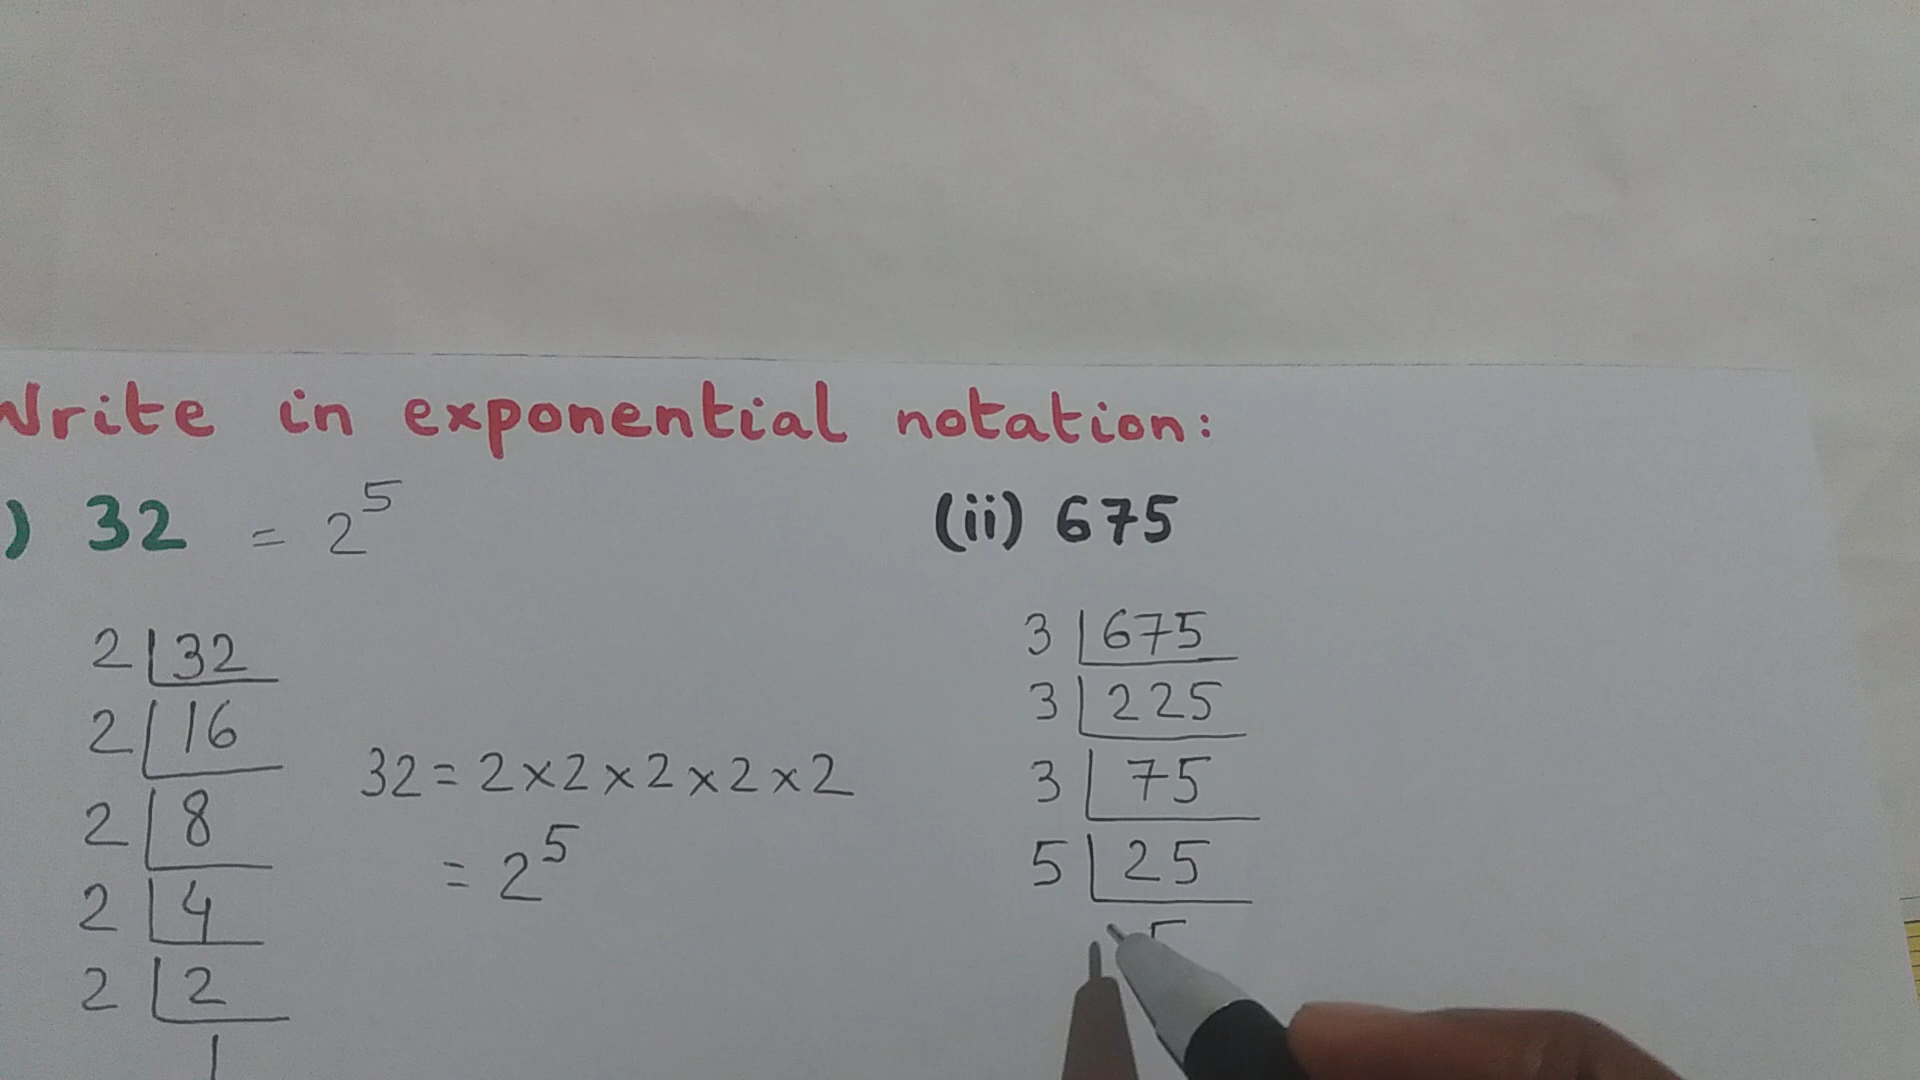 Write in exponential notation:
) 32 = 2^5
2 | 32
2 | 16
2 | 8
2 | 4
2 | 2
1
32 = 2 × 2 × 2 × 2 × 2
= 2^5
(ii) 675
3 | 675
3 | 225
3 | 75
5 | 25
5